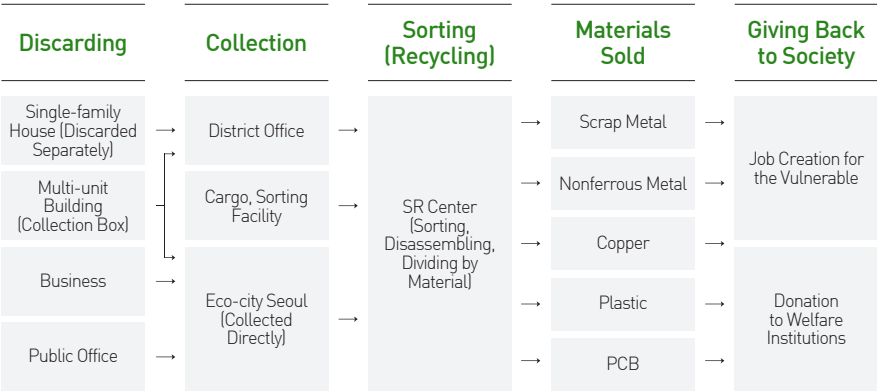 Discarding
Collection
Sorting
(Recycling)
Materials
Sold
Giving Back
to Society
Single-family
House (Discarded
Separately)
Multi-unit
Building
(Collection Box)
Business
Public Office
District Office
Cargo, Sorting
Facility
Eco-city Seoul
(Collected
Directly)
SR Center
(Sorting,
Disassembling,
Dividing by
Material)
Scrap Metal
Nonferrous Metal
Copper
Plastic
PCB
Job Creation for
the Vulnerable
Donation
to Welfare
Institutions